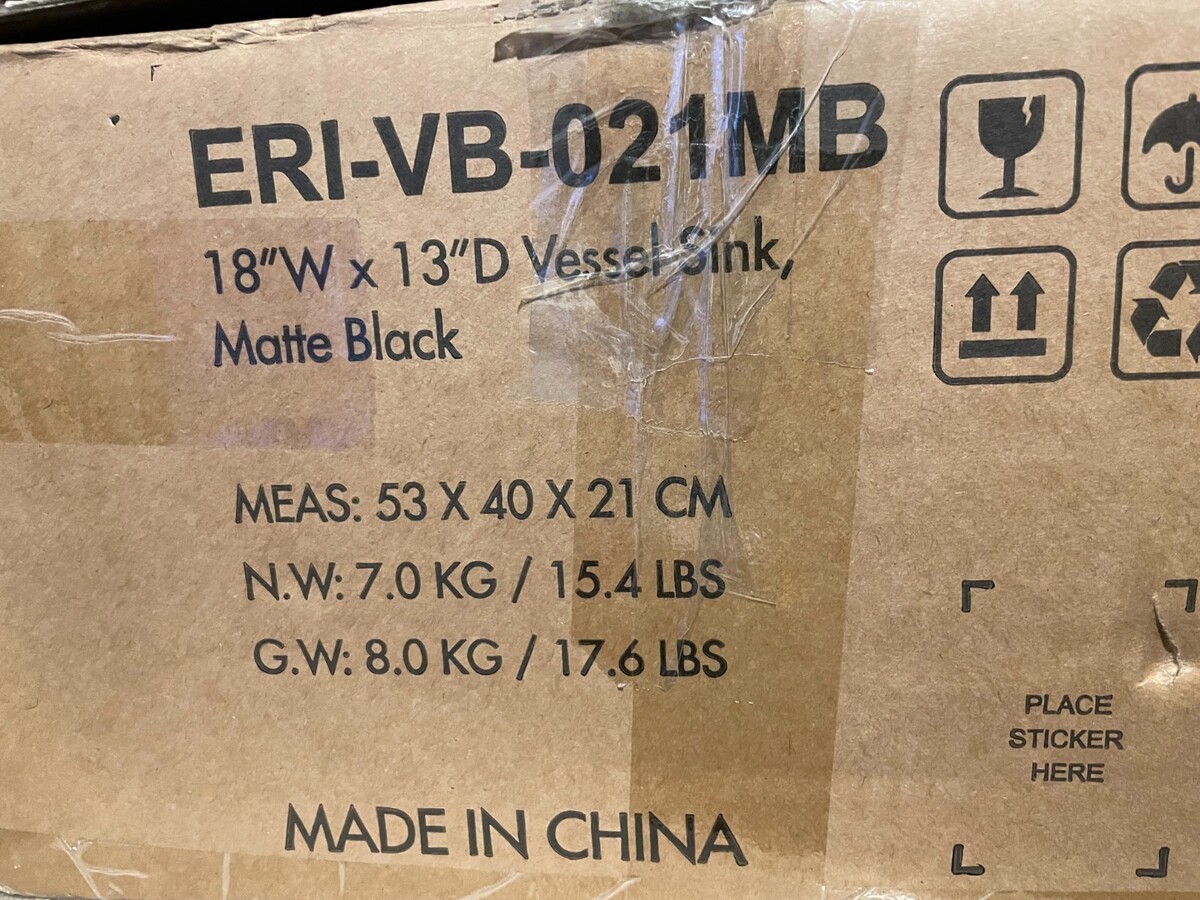 ERI-VB-021MB
18"W x 13"D Vessel Sink,
Matte Black
MEAS: 53 X 40 X 21 CM
N.W: 7.0 KG / 15.4 LBS
G.W: 8.0 KG / 17.6 LBS
MADE IN CHINA
PLACE
STICKER
HERE